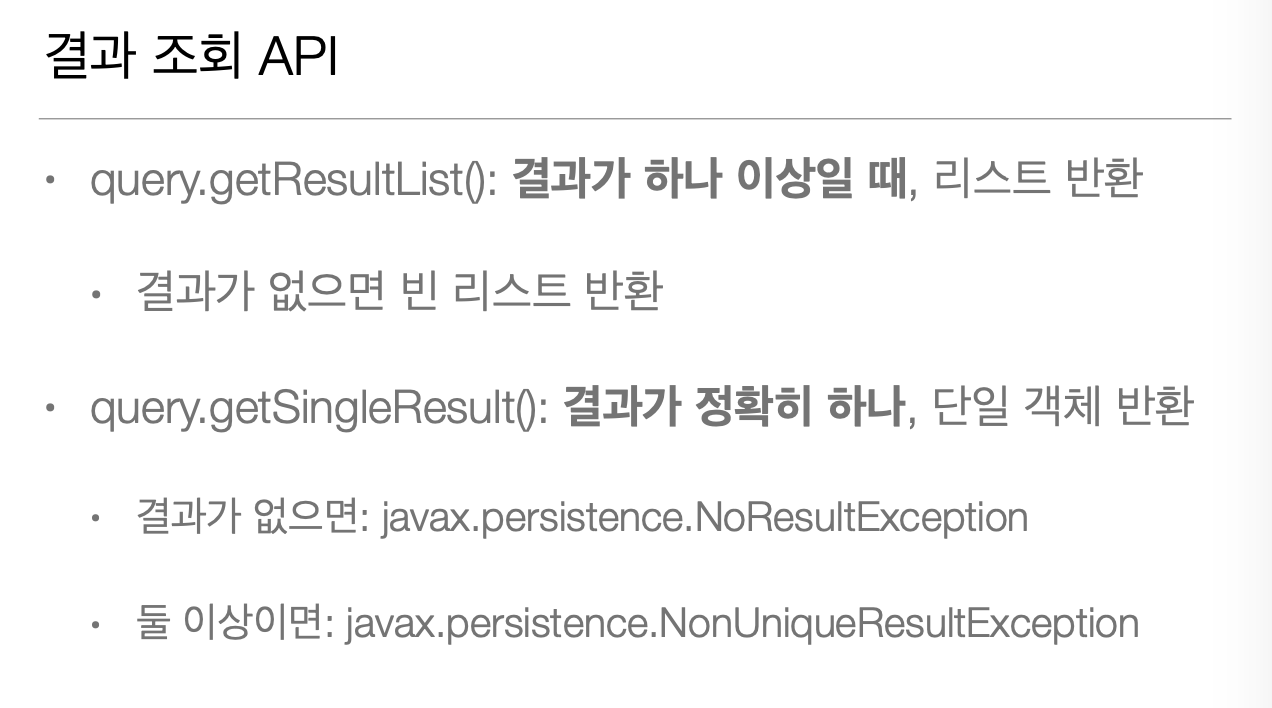 결과 조회 API
• query.getResultList(): 결과가 하나 이상일 때, 리스트 반환
• 결과가 없으면 빈 리스트 반환
• query.getSingleResult(): 결과가 정확히 하나, 단일 객체 반환
• 결과가 없으면: javax.persistence.NoResultException
• 둘 이상이면: javax.persistence.NonUniqueResultException